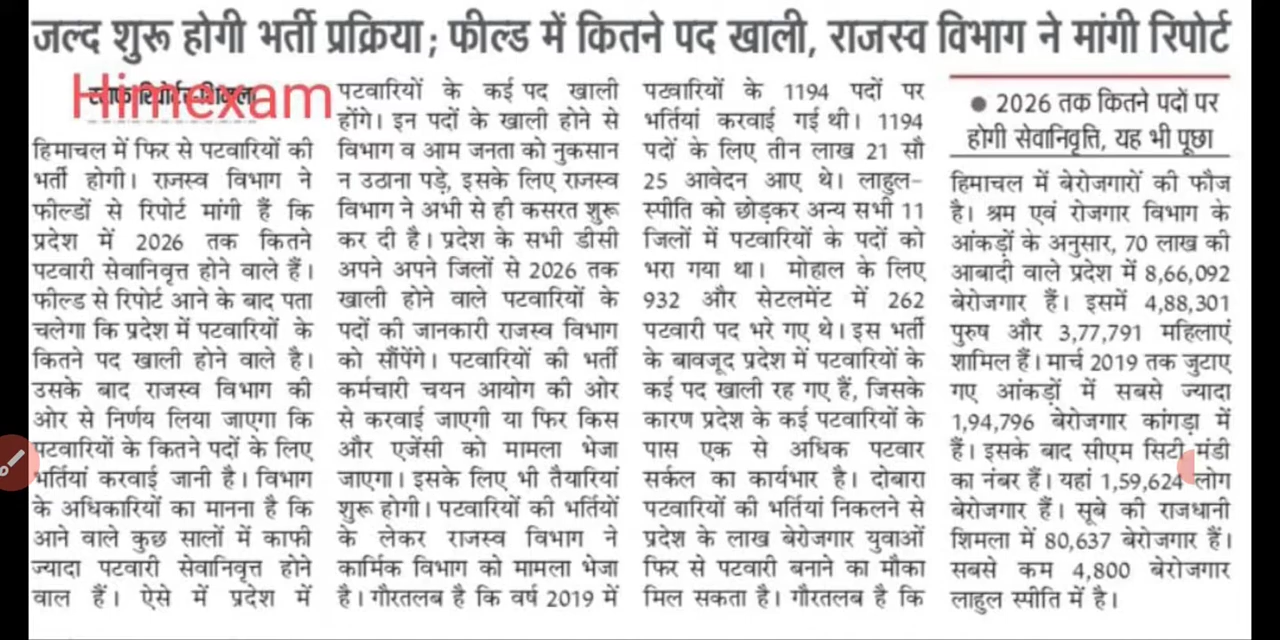 जल्द शुरू होगी भर्ती प्रक्रिया; फील्ड में कितने पद खाली, राजस्व विभाग ने मांगी रिपोर्ट
Himexam
हिमाचल में फिर से पटवारियों की
भर्ती होगी। राजस्व विभाग ने
फील्डों से रिपोर्ट मांगी हैं कि
प्रदेश में 2026 तक कितने
पटवारी सेवानिवृत्त होने वाले हैं।
फील्ड से रिपोर्ट आने के बाद पता
चलेगा कि प्रदेश में पटवारियों के
कितने पद खाली होने वाले है।
उसके बाद राजस्व विभाग की
ओर से निर्णय लिया जाएगा कि
पटवारियों के कितने पदों के लिए
भर्तियां करवाई जानी है। विभाग
के अधिकारियों का मानना है कि
आने वाले कुछ सालों में काफी
ज्यादा पटवारी सेवानिवृत्त होने
वाल हैं। ऐसे में प्रदेश में
पटवारियों के कई पद खाली
होंगे। इन पदों के खाली होने से
विभाग व आम जनता को नुकसान
न उठाना पड़े, इसके लिए राजस्व
विभाग ने अभी से ही कसरत शुरू
कर दी है। प्रदेश के सभी डीसी
अपने अपने जिलों से 2026 तक
खाली होने वाले पटवारियों के
पदों की जानकारी राजस्व विभाग
को सौंपेंगे। पटवारियों की भर्ती
कर्मचारी चयन आयोग की ओर
से करवाई जाएगी या फिर किस
और एजेंसी को मामला भेजा
जाएगा। इसके लिए भी तैयारियां
शुरू होगी। पटवारियों की भर्तियों
के लेकर राजस्व विभाग ने
कार्मिक विभाग को मामला भेजा
है। गौरतलब है कि वर्ष 2019 में
पटवारियों के 1194 पदों पर
भर्तियां करवाई गई थी। 1194
पदों के लिए तीन लाख 21 सौ
25 आवेदन आए थे। लाहुल-
स्पीति को छोड़कर अन्य सभी 11
जिलों में पटवारियों के पदों को
भरा गया था। मोहाल के लिए
932 और सेटलमेंट में 262
पटवारी पद भरे गए थे। इस भर्ती
के बावजूद प्रदेश में पटवारियों के
कई पद खाली रह गए हैं, जिसके
कारण प्रदेश के कई पटवारियों के
पास एक से अधिक पटवार
सर्कल का कार्यभार है। दोबारा
पटवारियों की भर्तियां निकलने से
प्रदेश के लाख बेरोजगार युवाओं
फिर से पटवारी बनाने का मौका
मिल सकता है। गौरतलब है कि
● 2026 तक कितने पदों पर
होगी सेवानिवृत्ति, यह भी पूछा
हिमाचल में बेरोजगारों की फौज
है। श्रम एवं रोजगार विभाग के
आंकड़ों के अनुसार, 70 लाख की
आबादी वाले प्रदेश में 8,66,092
बेरोजगार हैं। इसमें 4,88,301
पुरुष और 3,77,791 महिलाएं
शामिल हैं। मार्च 2019 तक जुटाए
गए आंकड़ों में सबसे ज्यादा
1,94,796 बेरोजगार कांगड़ा में
हैं। इसके बाद सीएम सिटी मंडी
का नंबर हैं। यहां 1,59,624 लोग
बेरोजगार हैं। सूबे की राजधानी
शिमला में 80,637 बेरोजगार हैं।
सबसे कम 4,800 बेरोजगार
लाहुल स्पीति में है।